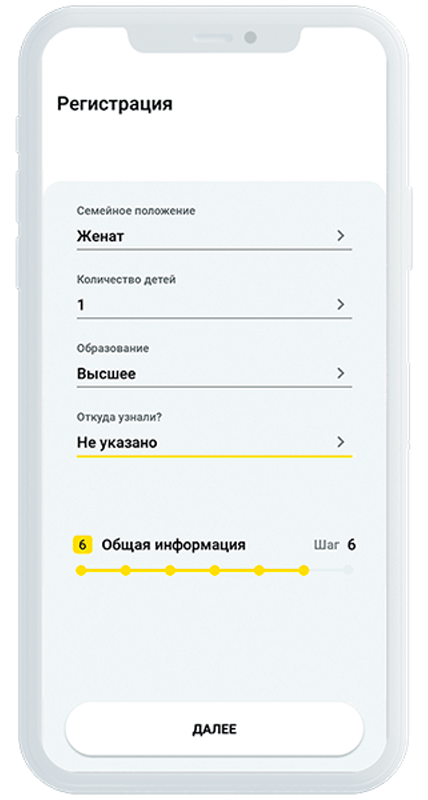 Регистрация
Семейное положение
Женат
Количество детей
1
Образование
Высшее
Откуда узнали?
Не указано
6 Общая информация Шаг 6
ДАЛЕЕ